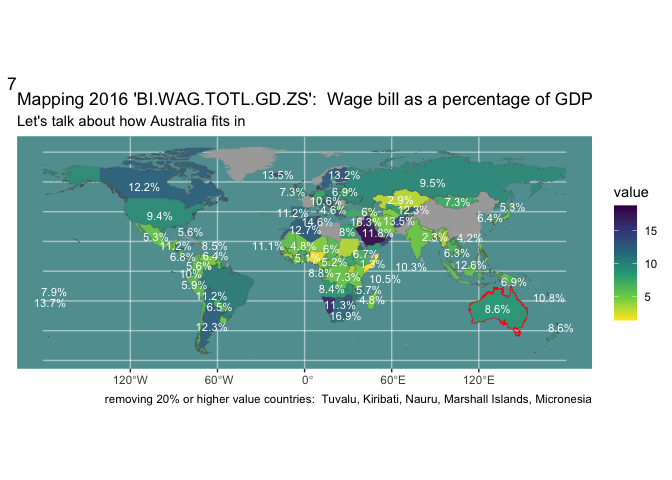 7
Mapping 2016 'BI.WAG.TOTL.GD.ZS':  Wage bill as a percentage of GDP
Let's talk about how Australia fits in
13.5% 13.2%
12.2% 9.5%
7.3% 6.9%
9.4% 10.6% 2.9% 7.3%
11.2% 4.6% 6% 12.3% 5.3%
14.6% 16.3% 13.5% 6.4%
5.3% 5.6% 12.7% 8% 11.8% 2.3% 4.2%
11.2% 8.5% 11.1% 4.8% 6%
6.8% 6.4% 5.1% 6.7% 6.3%
5.6% 5.2% 1.3% 10.3% 12.6%
10% 8.8% 7.3% 10.5%
5.9% 8.4% 5.7% 6.9%
7.9% 11.2% 4.8% 10.8%
13.7% 6.5% 11.3% 8.6%
12.3% 16.9% 8.6%
value
15
10
5
120°W 60°W 0° 60°E 120°E
removing 20% or higher value countries:  Tuvalu, Kiribati, Nauru, Marshall Islands, Micronesia